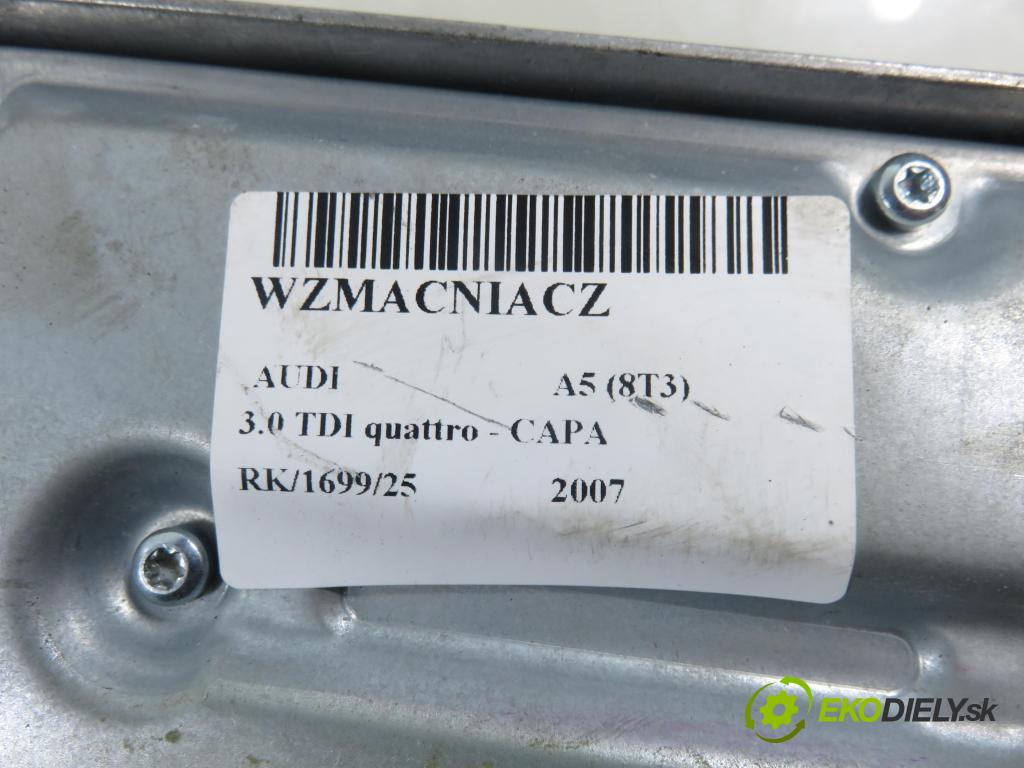 WZMACNIACZ
AUDI A5 (8T3)
3.0 TDI quattro - CAPA
RK/1699/25 2007
EKODIELY.sk